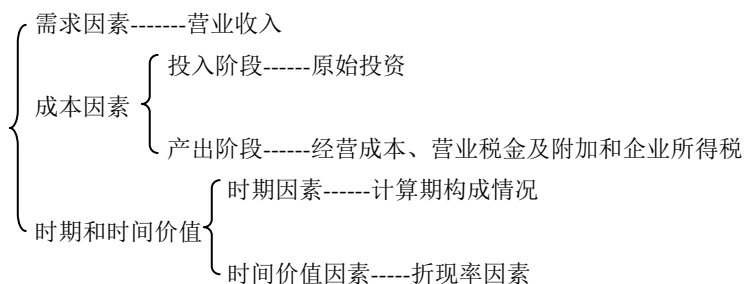 需求因素-------营业收入
投入阶段------原始投资
成本因素
产出阶段------经营成本、营业税金及附加和企业所得税
时期因素------计算期构成情况
时期和时间价值
时间价值因素-----折现率因素